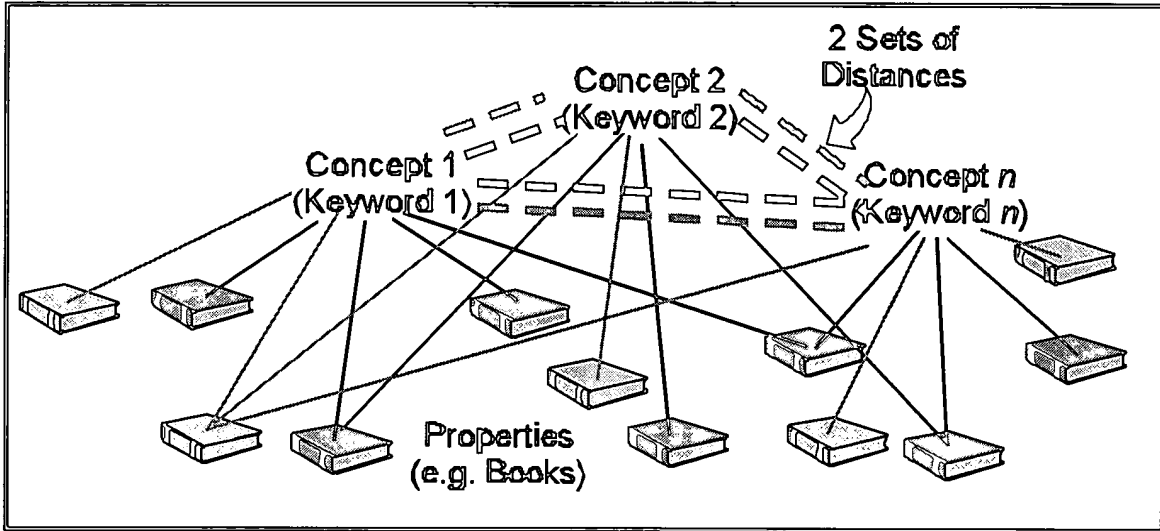 2 Sets of
Distances
Concept 2
(Keyword 2)
Concept 1
(Keyword 1)
Concept n
(Keyword n)
Properties
(e.g. Books)